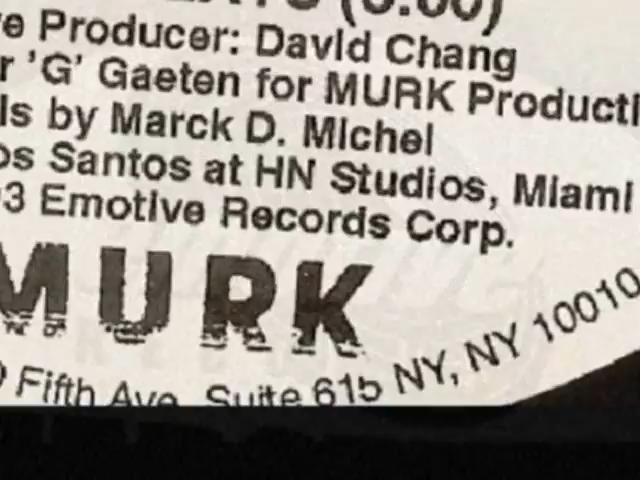 e Producer: David Chang
r 'G' Gaeten for MURK Producti
ls by Marck D. Michel
os Santos at HN Studios, Miami
3 Emotive Records Corp.
MURK
Fifth Ave. Suite 615 NY, NY 10010